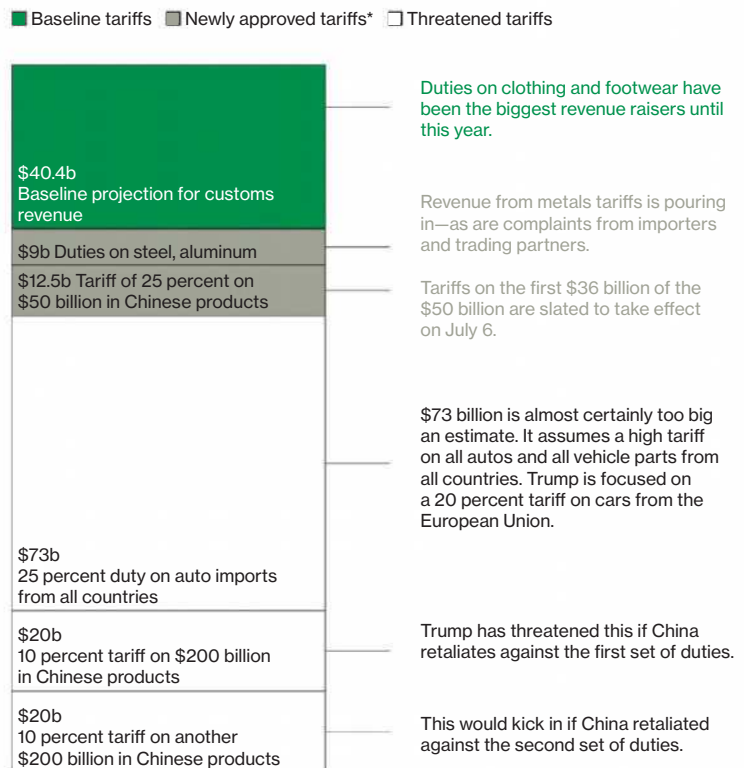 Baseline tariffs Newly approved tariffs* Threatened tariffs
$40.4b
Baseline projection for customs
revenue
Duties on clothing and footwear have
been the biggest revenue raisers until
this year.
$9b Duties on steel, aluminum
Revenue from metals tariffs is pouring
in—as are complaints from importers
and trading partners.
$12.5b Tariff of 25 percent on
$50 billion in Chinese products
Tariffs on the first $36 billion of the
$50 billion are slated to take effect
on July 6.
$73b
25 percent duty on auto imports
from all countries
$73 billion is almost certainly too big
an estimate. It assumes a high tariff
on all autos and all vehicle parts from
all countries. Trump is focused on
a 20 percent tariff on cars from the
European Union.
$20b
10 percent tariff on $200 billion
in Chinese products
Trump has threatened this if China
retaliates against the first set of duties.
$20b
10 percent tariff on another
$200 billion in Chinese products
This would kick in if China retaliated
against the second set of duties.